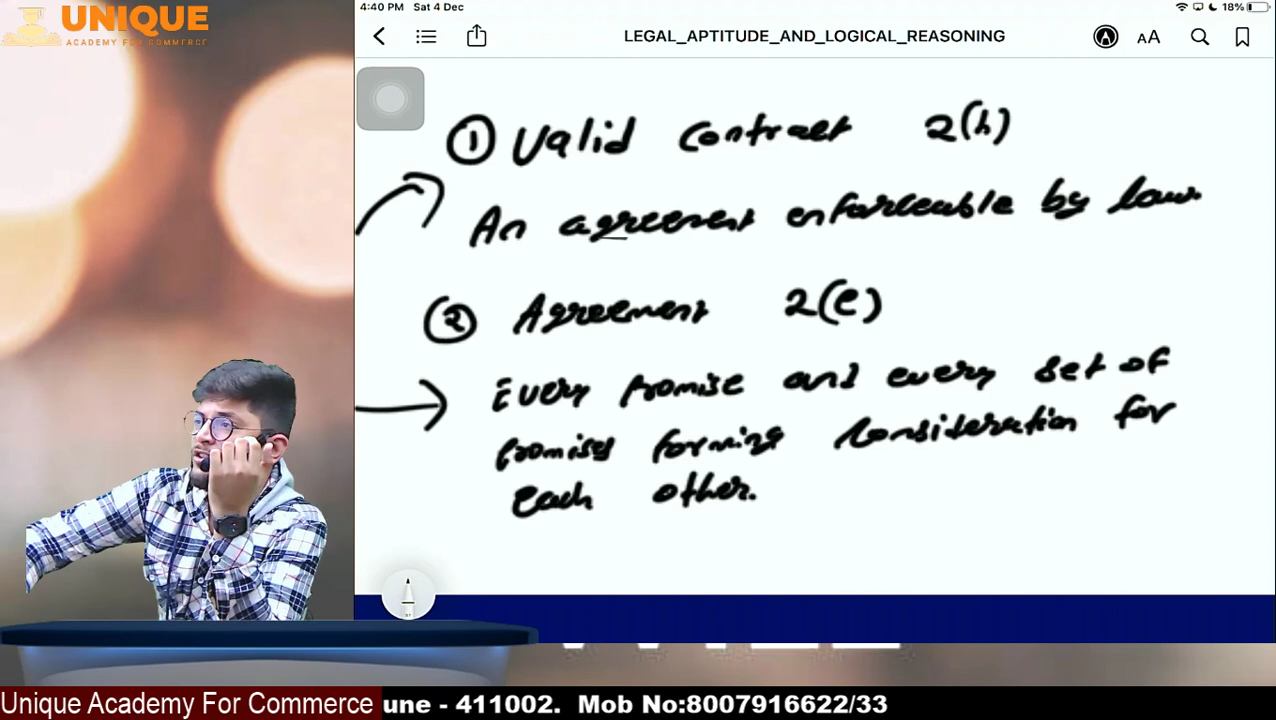 UNIQUE
ACADEMY FOR COMMERCE
4:40 PM Sat 4 Dec
18%
LEGAL_APTITUDE_AND_LOGICAL_REASONING
AA
① Valid contract 2(h)
An agreement enforceable by law.
② Agreement 2(e)
Every promise and every set of
promises forming consideration for
each other.
Unique Academy For Commerce
une - 411002. Mob No:8007916622/33